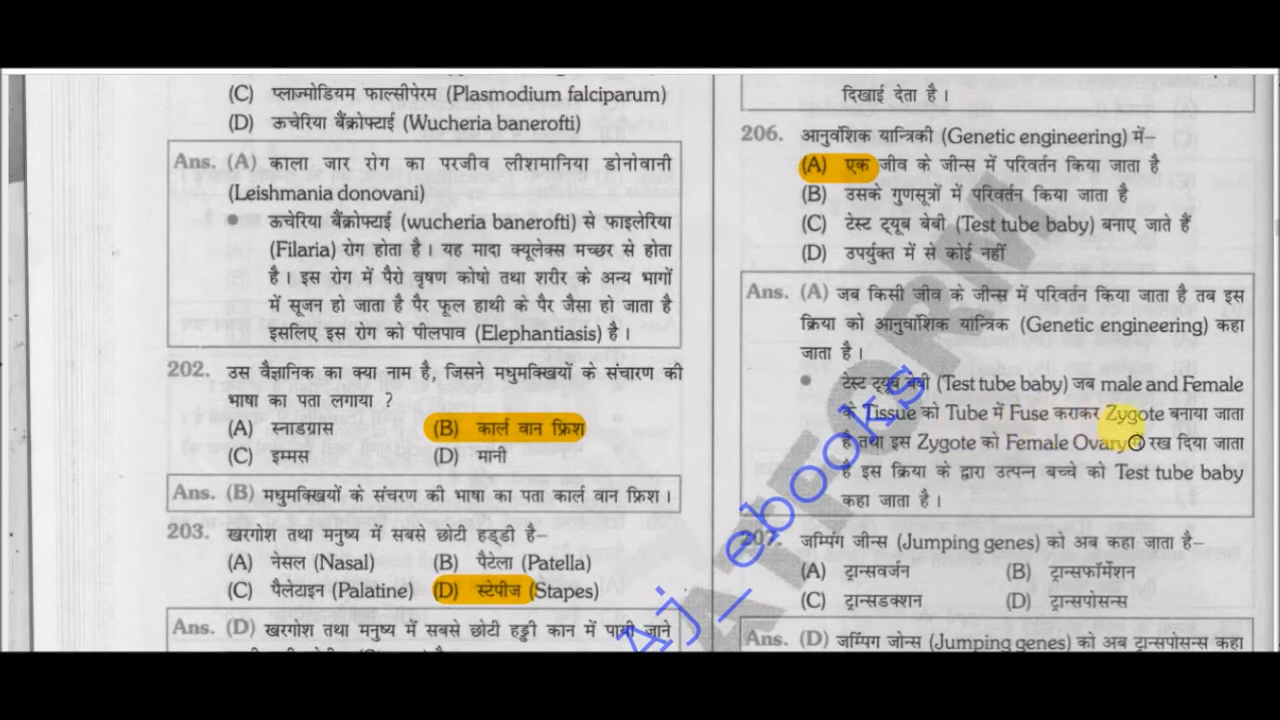 (C) प्लाज्मोडियम फाल्सीपेरम (Plasmodium falciparum)
(D) ऊचेरिया बैंक्रोफ्टाई (Wucheria banerofti)
Ans. (A) काला जार रोग का परजीव लीशमानिया डोनोवानी
(Leishmania donovani)
● ऊचेरिया बैंक्रोफ्टाई (wucheria banerofti) से फाइलेरिया
(Filaria) रोग होता है। यह मादा क्यूलेक्स मच्छर से होता
है। इस रोग में पैरो वृषण कोषो तथा शरीर के अन्य भागों
में सूजन हो जाता है पैर फूल हाथी के पैर जैसा हो जाता है
इसलिए इस रोग को पीलपाव (Elephantiasis) है।
202. उस वैज्ञानिक का क्या नाम है, जिसने मधुमक्खियों के संचारण की
भाषा का पता लगाया ?
(A) स्नाडग्रास (B) कार्ल वान फ्रिश
(C) इम्मस (D) मानी
Ans. (B) मधुमक्खियों के संचरण की भाषा का पता कार्ल वान फ्रिश।
203. खरगोश तथा मनुष्य में सबसे छोटी हड्डी है–
(A) नेसल (Nasal) (B) पैटेला (Patella)
(C) पैलेटाइन (Palatine) (D) स्टेपीज (Stapes)
Ans. (D) खरगोश तथा मनुष्य में सबसे छोटी हड्डी कान में पायी जाने
दिखाई देता है।
206. आनुवंशिक यान्त्रिकी (Genetic engineering) में–
(A) एक जीव के जीन्स में परिवर्तन किया जाता है
(B) उसके गुणसूत्रों में परिवर्तन किया जाता है
(C) टेस्ट ट्यूब बेबी (Test tube baby) बनाए जाते हैं
(D) उपर्युक्त में से कोई नहीं
Ans. (A) जब किसी जीव के जीन्स में परिवर्तन किया जाता है तब इस
क्रिया को आनुवांशिक यान्त्रिक (Genetic engineering) कहा
जाता है।
● टेस्ट ट्यूब बेबी (Test tube baby) जब male and Female
के Tissue को Tube में Fuse कराकर Zygote बनाया जाता
है तथा इस Zygote को Female Ovary में रख दिया जाता
है इस क्रिया के द्वारा उत्पन्न बच्चे को Test tube baby
कहा जाता है।
207. जम्पिंग जीन्स (Jumping genes) को अब कहा जाता है–
(A) ट्रान्सवर्जन (B) ट्रान्सफॉर्मेशन
(C) ट्रान्सडक्शन (D) ट्रान्सपोसन्स
Ans. (D) जम्पिंग जोन्स (Jumping genes) को अब ट्रान्सपोसन्स कहा
Aj_ebooks